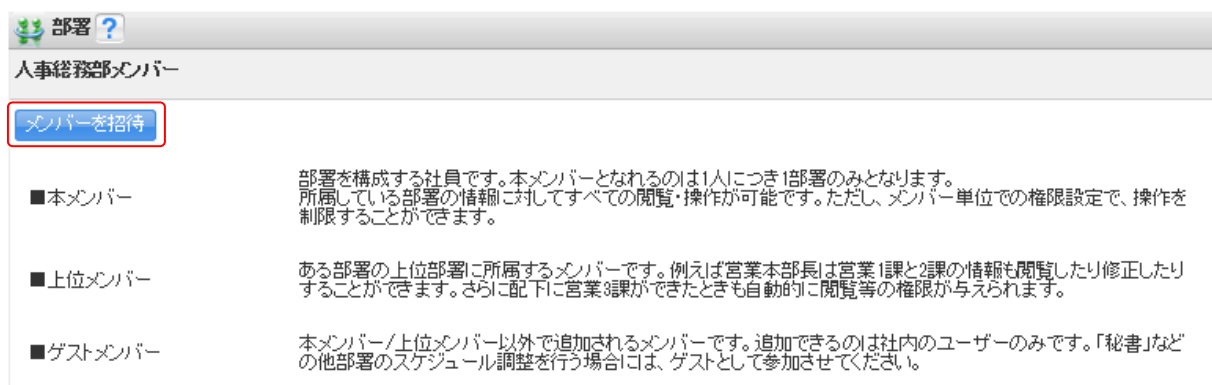 部署 ?
人事総務部メンバー
メンバーを招待
■本メンバー
部署を構成する社員です。本メンバーとなれるのは1人につき1部署のみとなります。
所属している部署の情報に対してすべての閲覧・操作が可能です。ただし、メンバー単位での権限設定で、操作を
制限することができます。
■上位メンバー
ある部署の上位部署に所属するメンバーです。例えば営業本部長は営業1課と2課の情報も閲覧したり修正したり
することができます。さらに配下に営業3課ができたときも自動的に閲覧等の権限が与えられます。
■ゲストメンバー
本メンバー/上位メンバー以外で追加されるメンバーです。追加できるのは社内のユーザーのみです。「秘書」など
の他部署のスケジュール調整を行う場合には、ゲストとして参加させてください。